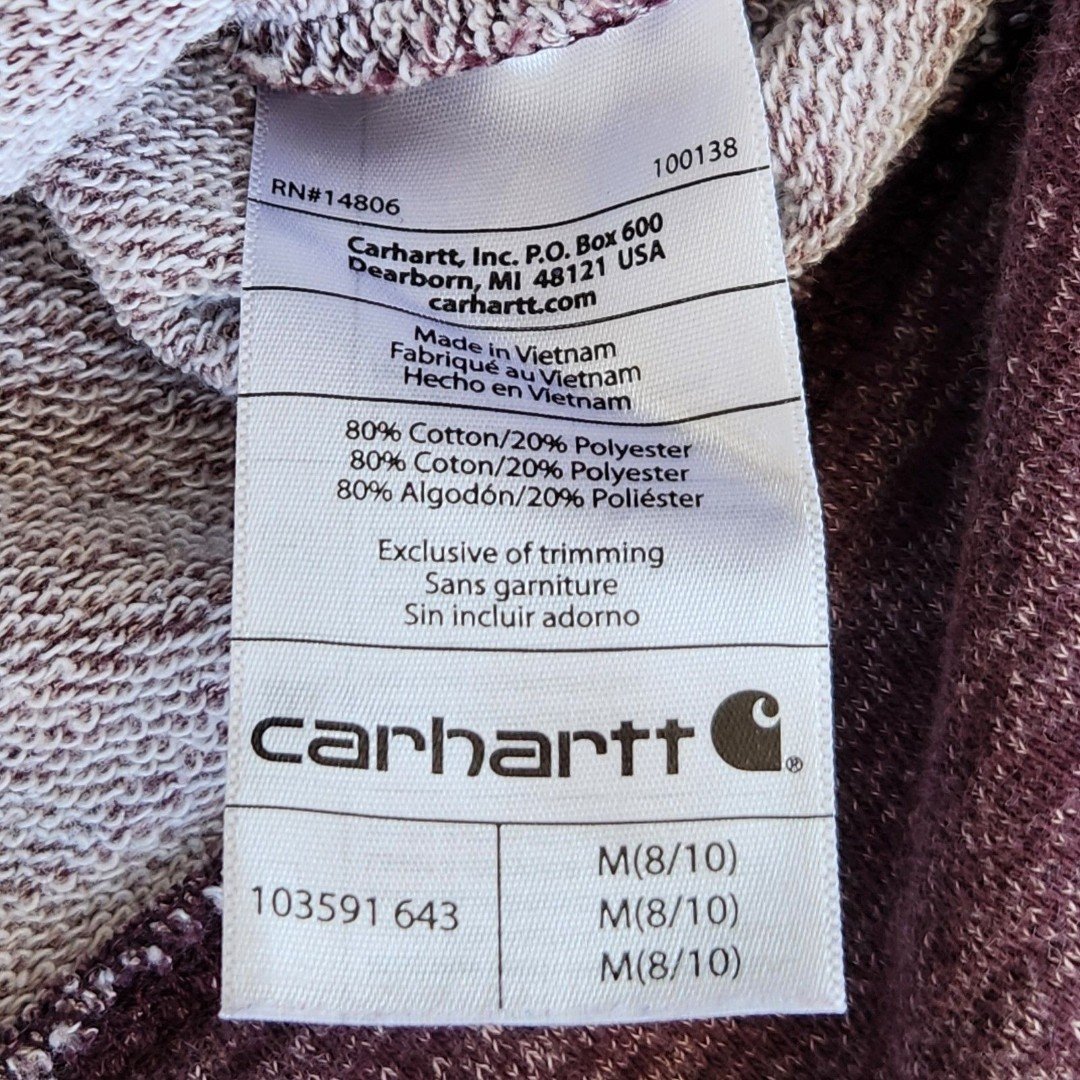 RN#14806 100138
Carhartt, Inc. P.O. Box 600
Dearborn, MI 48121 USA
carhartt.com
Made in Vietnam
Fabriqué au Vietnam
Hecho en Vietnam
80% Cotton/20% Polyester
80% Coton/20% Polyester
80% Algodón/20% Poliéster
Exclusive of trimming
Sans garniture
Sin incluir adorno
carhartt ®
103591 643
M(8/10)
M(8/10)
M(8/10)